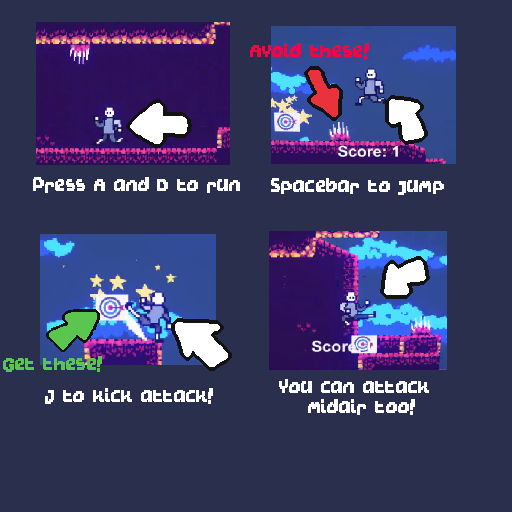 Avoid these!
Score: 1
Press A and D to run
Spacebar to jump
Get these!
J to kick attack!
Score:
You can attack
midair too!